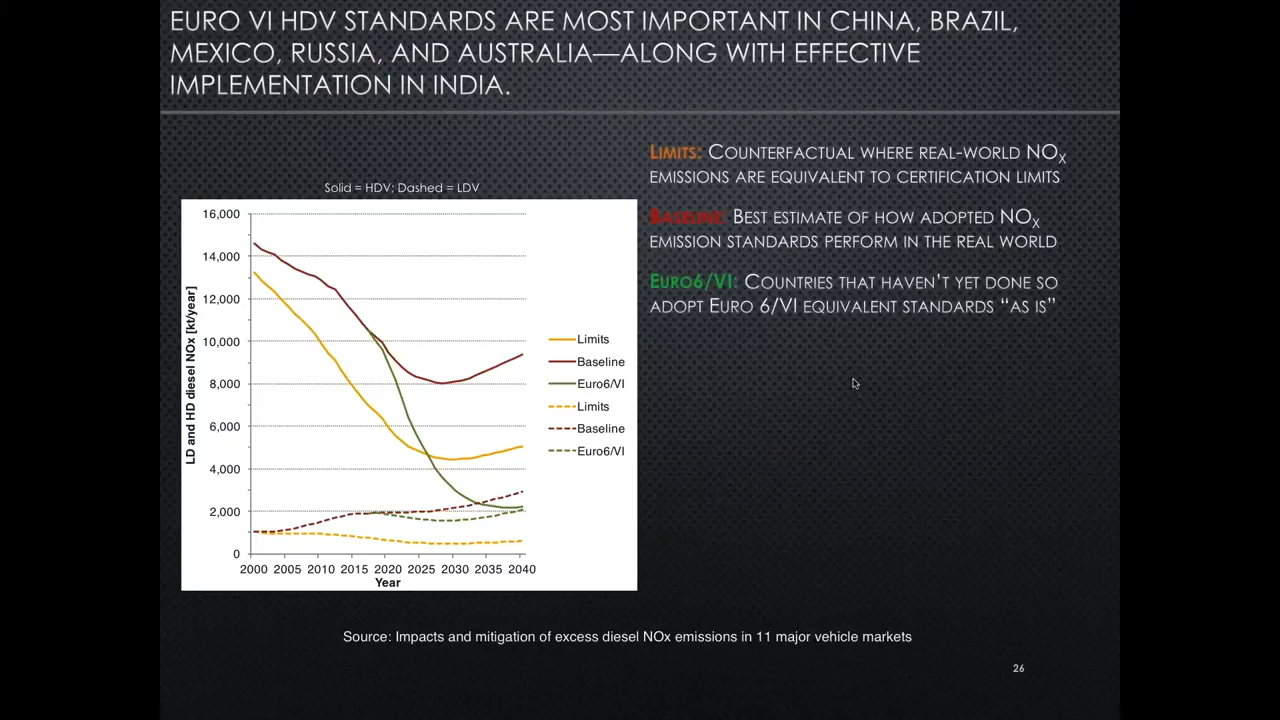 EURO VI HDV STANDARDS ARE MOST IMPORTANT IN CHINA, BRAZIL,
MEXICO, RUSSIA, AND AUSTRALIA—ALONG WITH EFFECTIVE
IMPLEMENTATION IN INDIA.
Solid = HDV; Dashed = LDV
16,000
14,000
12,000
10,000
8,000
6,000
4,000
2,000
0
LD and HD diesel NOx [kt/year]
2000 2005 2010 2015 2020 2025 2030 2035 2040
Year
Limits
Baseline
Euro6/VI
Limits
Baseline
Euro6/VI
LIMITS: COUNTERFACTUAL WHERE REAL-WORLD NOX
EMISSIONS ARE EQUIVALENT TO CERTIFICATION LIMITS
BASELINE: BEST ESTIMATE OF HOW ADOPTED NOX
EMISSION STANDARDS PERFORM IN THE REAL WORLD
EURO6/VI: COUNTRIES THAT HAVEN'T YET DONE SO
ADOPT EURO 6/VI EQUIVALENT STANDARDS “AS IS”
Source: Impacts and mitigation of excess diesel NOx emissions in 11 major vehicle markets
26